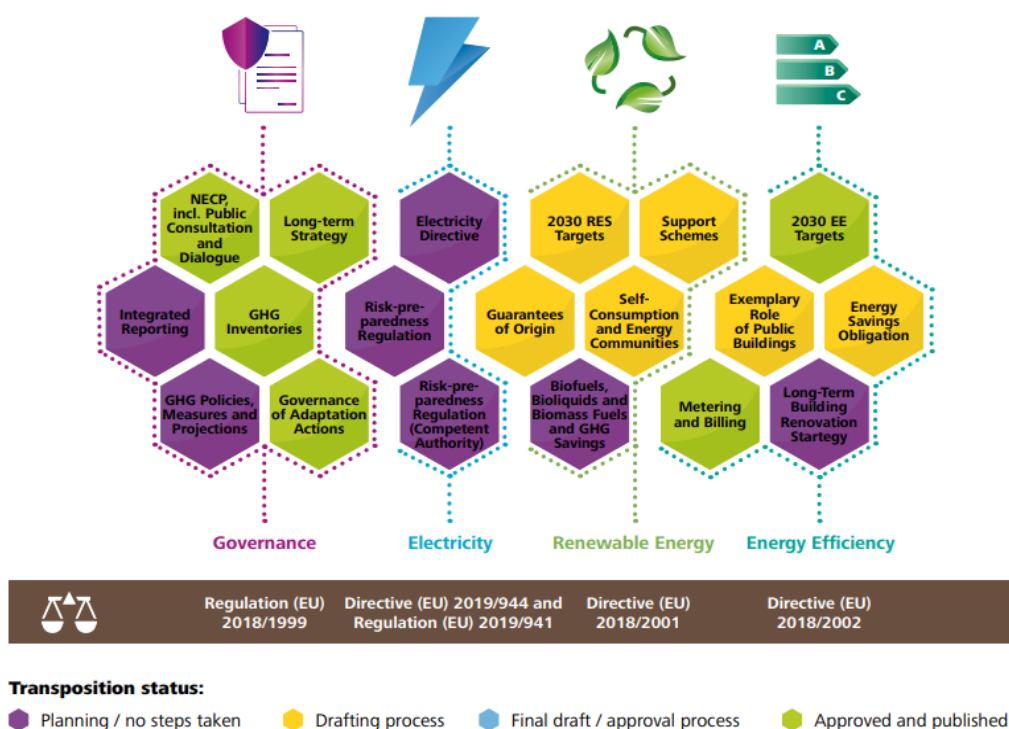 A
B
C
NECP,
incl. Public
Consultation
and
Dialogue
Long-term
Strategy
Electricity
Directive
2030 RES
Targets
Support
Schemes
2030 EE
Targets
Integrated
Reporting
GHG
Inventories
Risk-pre-
paredness
Regulation
Guarantees
of Origin
Self-
Consumption
and Energy
Communities
Exemplary
Role
of Public
Buildings
Energy
Savings
Obligation
GHG Policies,
Measures and
Projections
Governance
of Adaptation
Actions
Risk-pre-
paredness
Regulation
(Competent
Authority)
Biofuels,
Bioliquids and
Biomass Fuels
and GHG
Savings
Metering
and Billing
Long-Term
Building
Renovation
Startegy
Governance
Electricity
Renewable Energy
Energy Efficiency
Regulation (EU)
2018/1999
Directive (EU) 2019/944 and
Regulation (EU) 2019/941
Directive (EU)
2018/2001
Directive (EU)
2018/2002
Transposition status:
Planning / no steps taken
Drafting process
Final draft / approval process
Approved and published